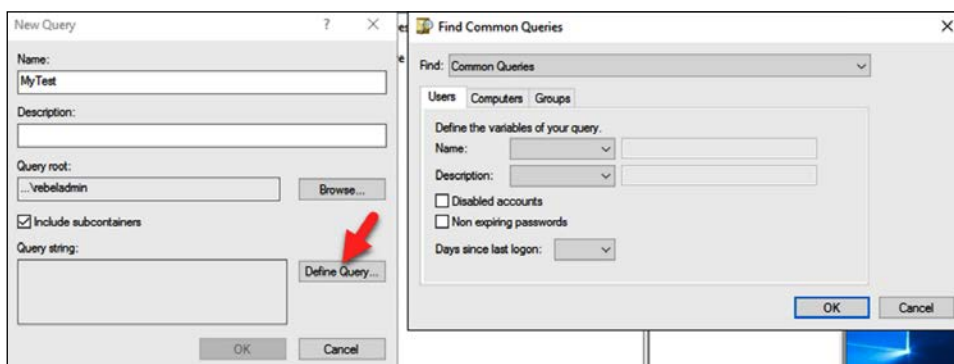 New Query
?
Name:
MyTest
Description:
Query root:
...\rebeladmin
Browse...
Include subcontainers
Query string:
Define Query...
OK
Cancel
Find Common Queries
Find:
Common Queries
Users
Computers
Groups
Define the variables of your query.
Name:
Description:
Disabled accounts
Non expiring passwords
Days since last logon:
OK
Cancel